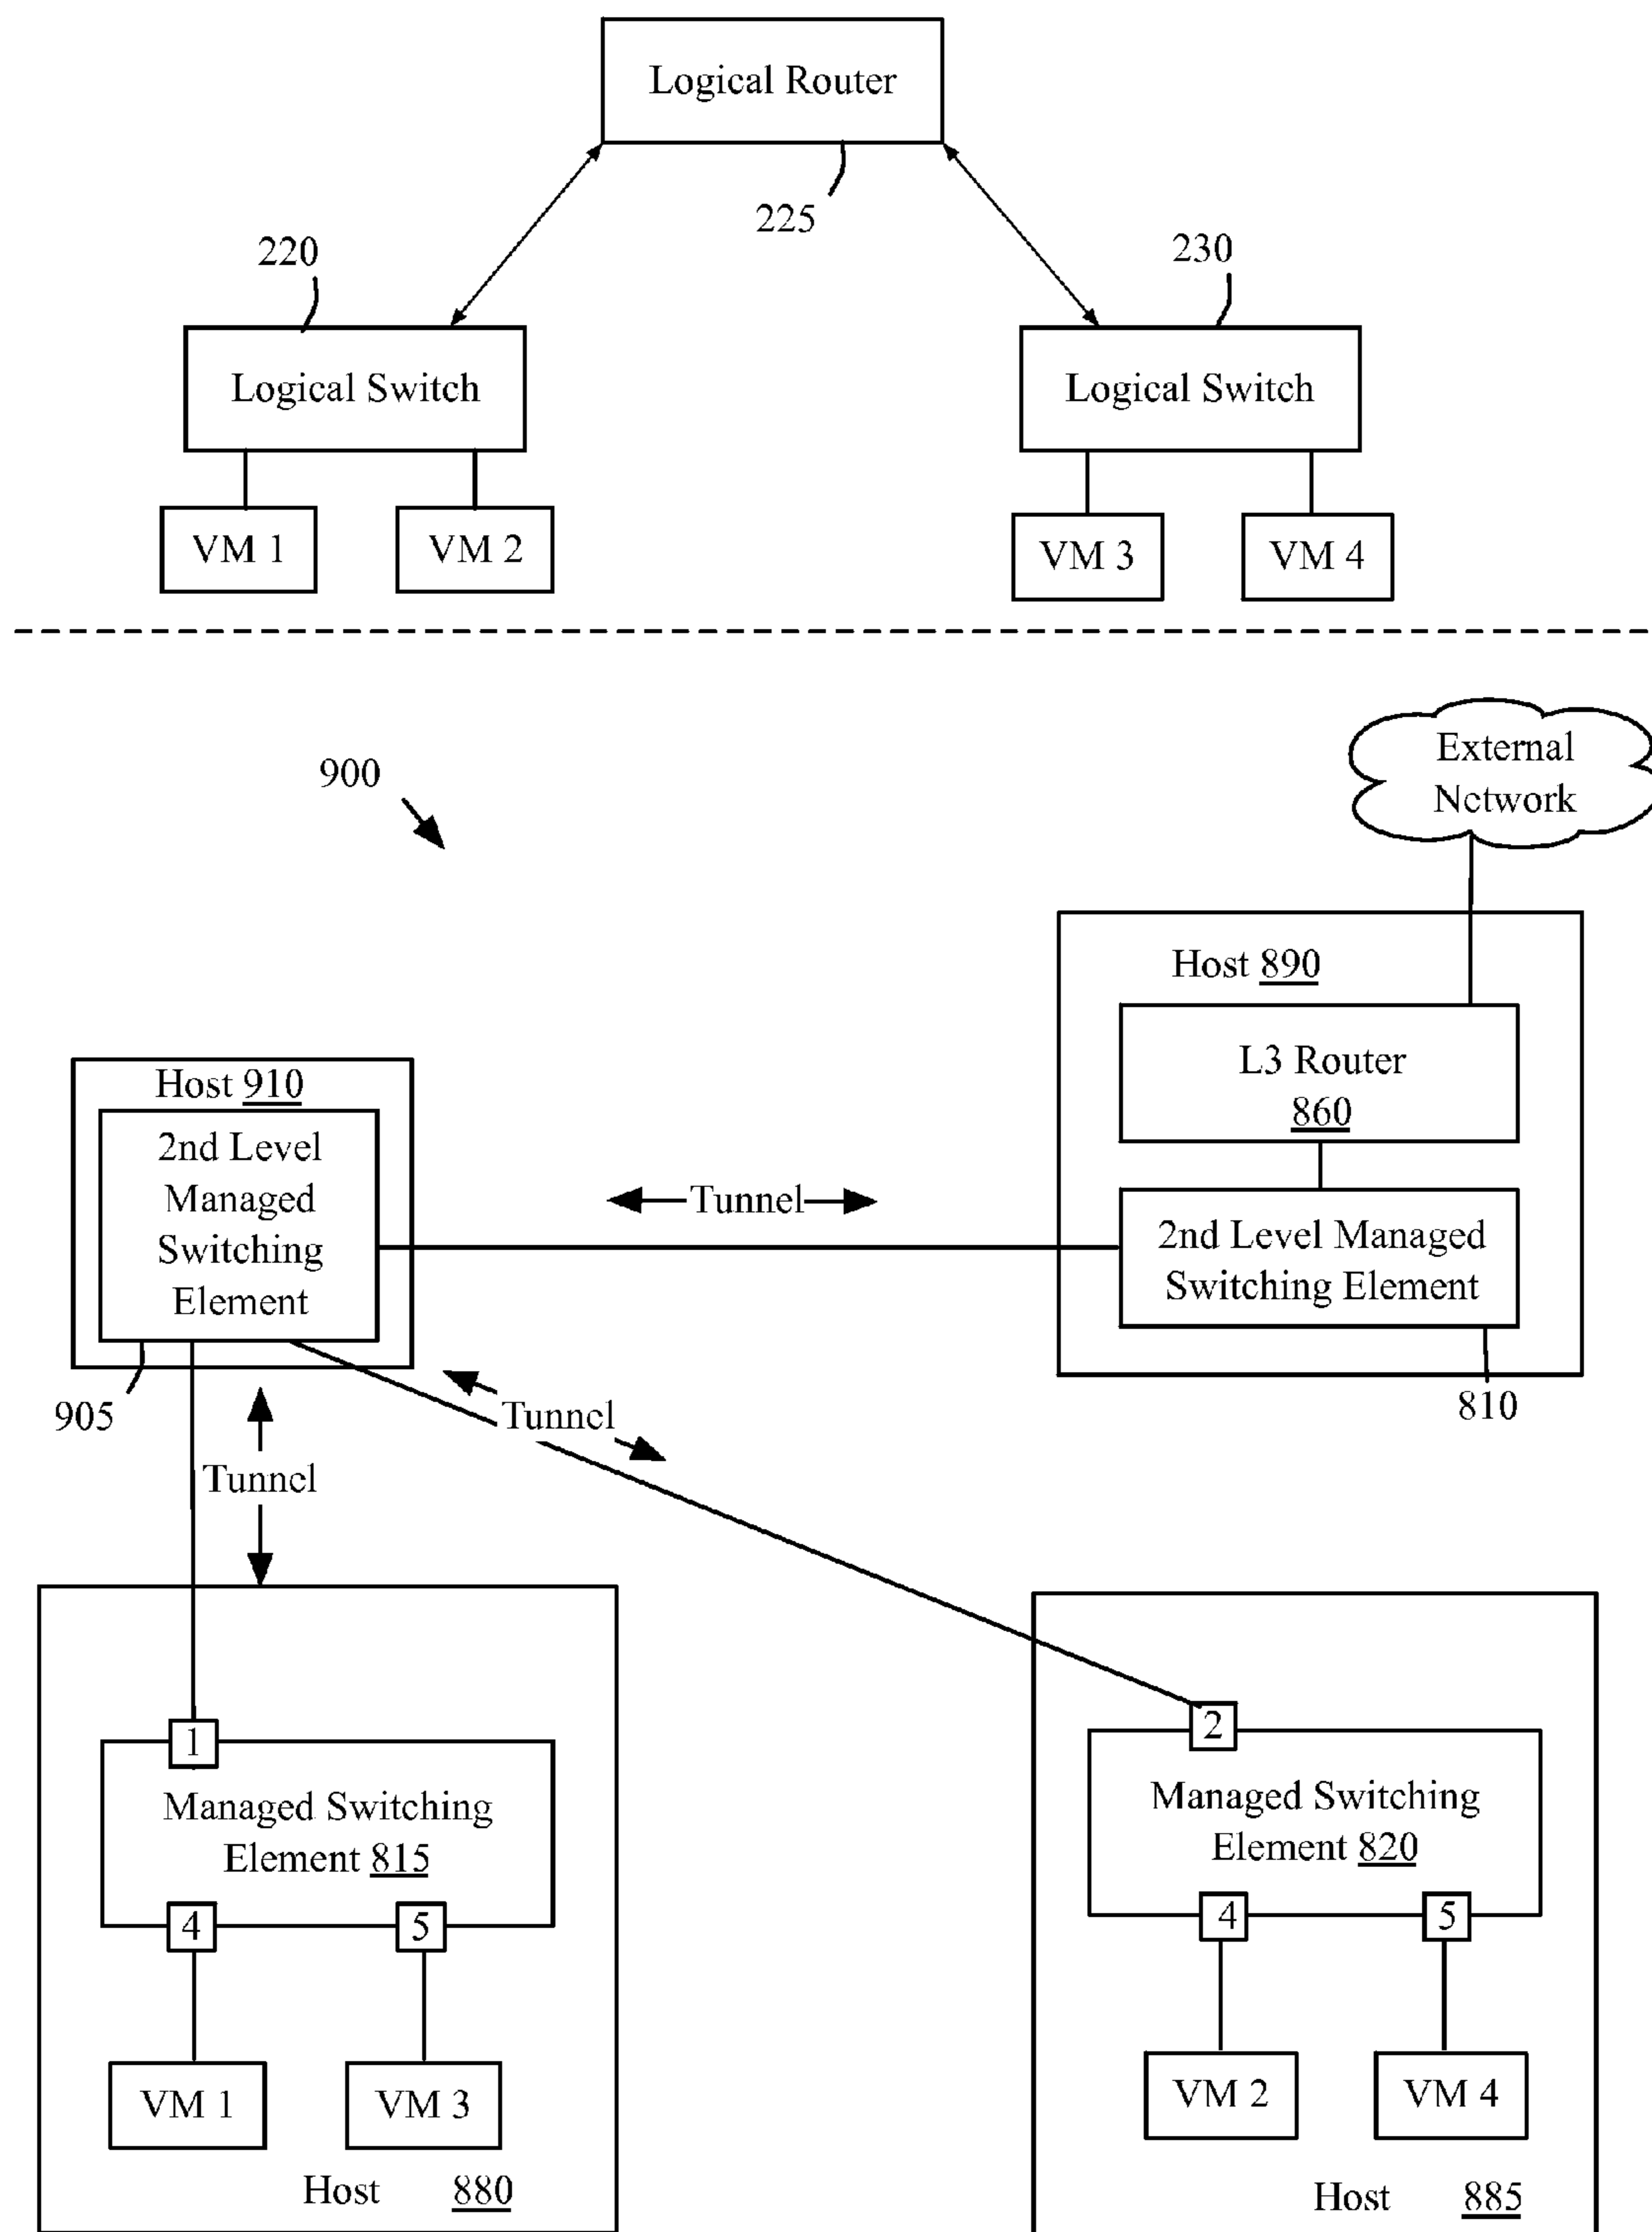 Logical Router
225
220
230
Logical Switch
Logical Switch
VM 1
VM 2
VM 3
VM 4
External
Network
900
Host 890
L3 Router
860
Host 910
2nd Level
Managed
Switching
Element
Tunnel
2nd Level Managed
Switching Element
905
810
Tunnel
Tunnel
1
2
Managed Switching
Element 815
Managed Switching
Element 820
4
5
4
5
VM 1
VM 3
VM 2
VM 4
Host 880
Host 885